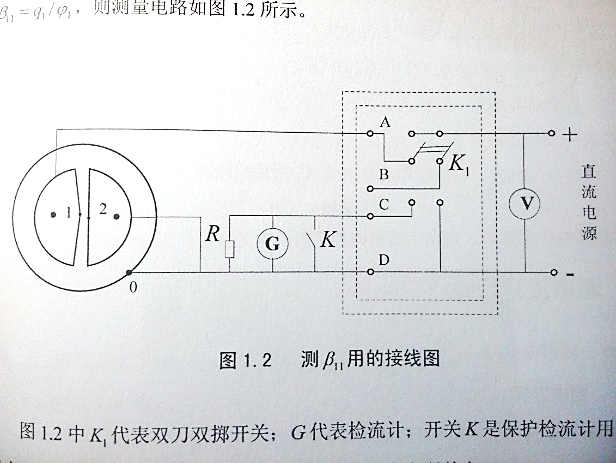 β₁₁ = q₁/φ₁，则测量电路如图 1.2 所示。
A
B
K₁
C
D
+
直流电源
V
-
1
2
0
R
G
K
图 1.2 测β₁₁用的接线图
图 1.2 中 K₁ 代表双刀双掷开关；G 代表检流计；开关 K 是保护检流计用